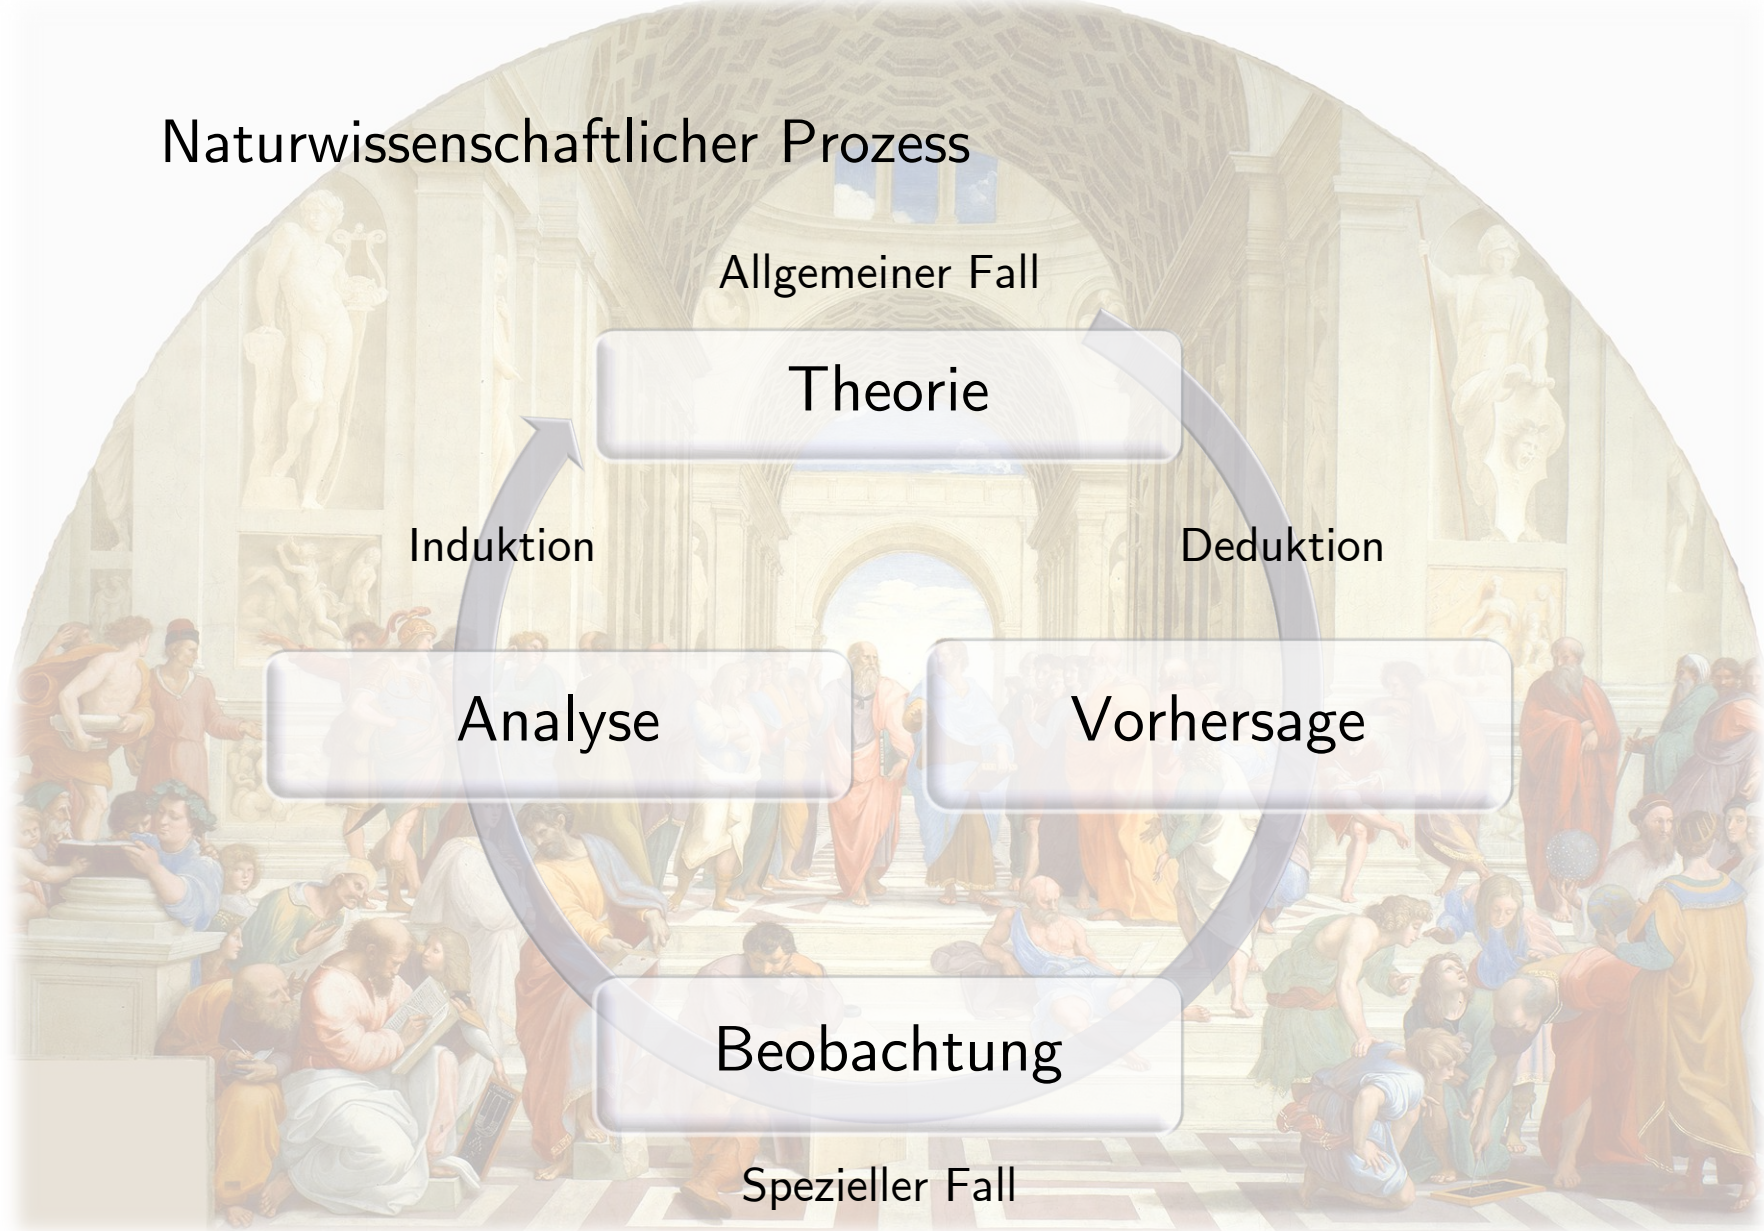 Naturwissenschaftlicher Prozess
Allgemeiner Fall
Theorie
Induktion
Deduktion
Analyse
Vorhersage
Beobachtung
Spezieller Fall